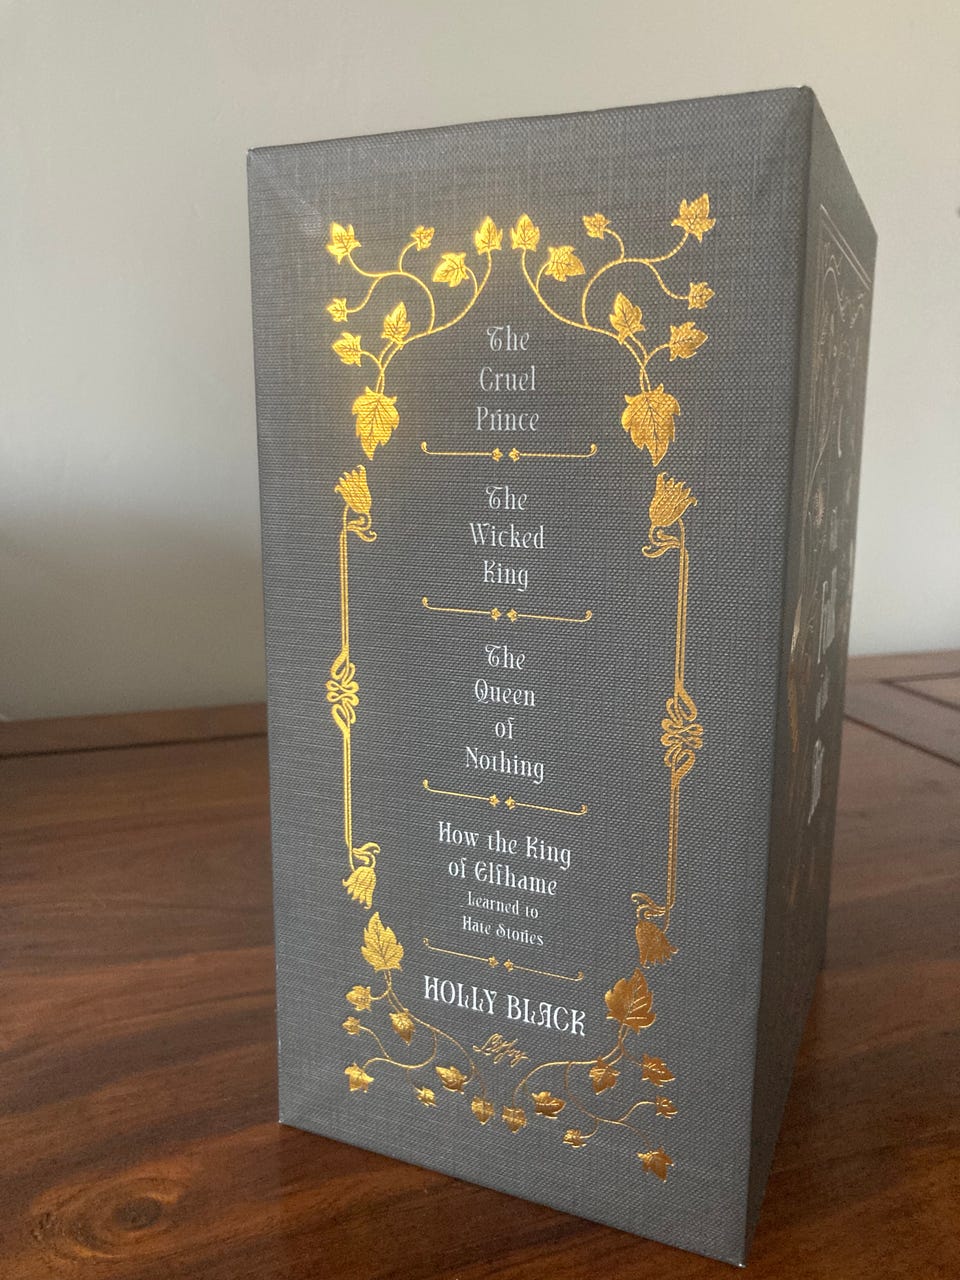 The
Cruel
Prince
The
Wicked
King
The
Queen
of
Nothing
How the King
of Elfhame
Learned to
Hate Stories
HOLLY BLACK